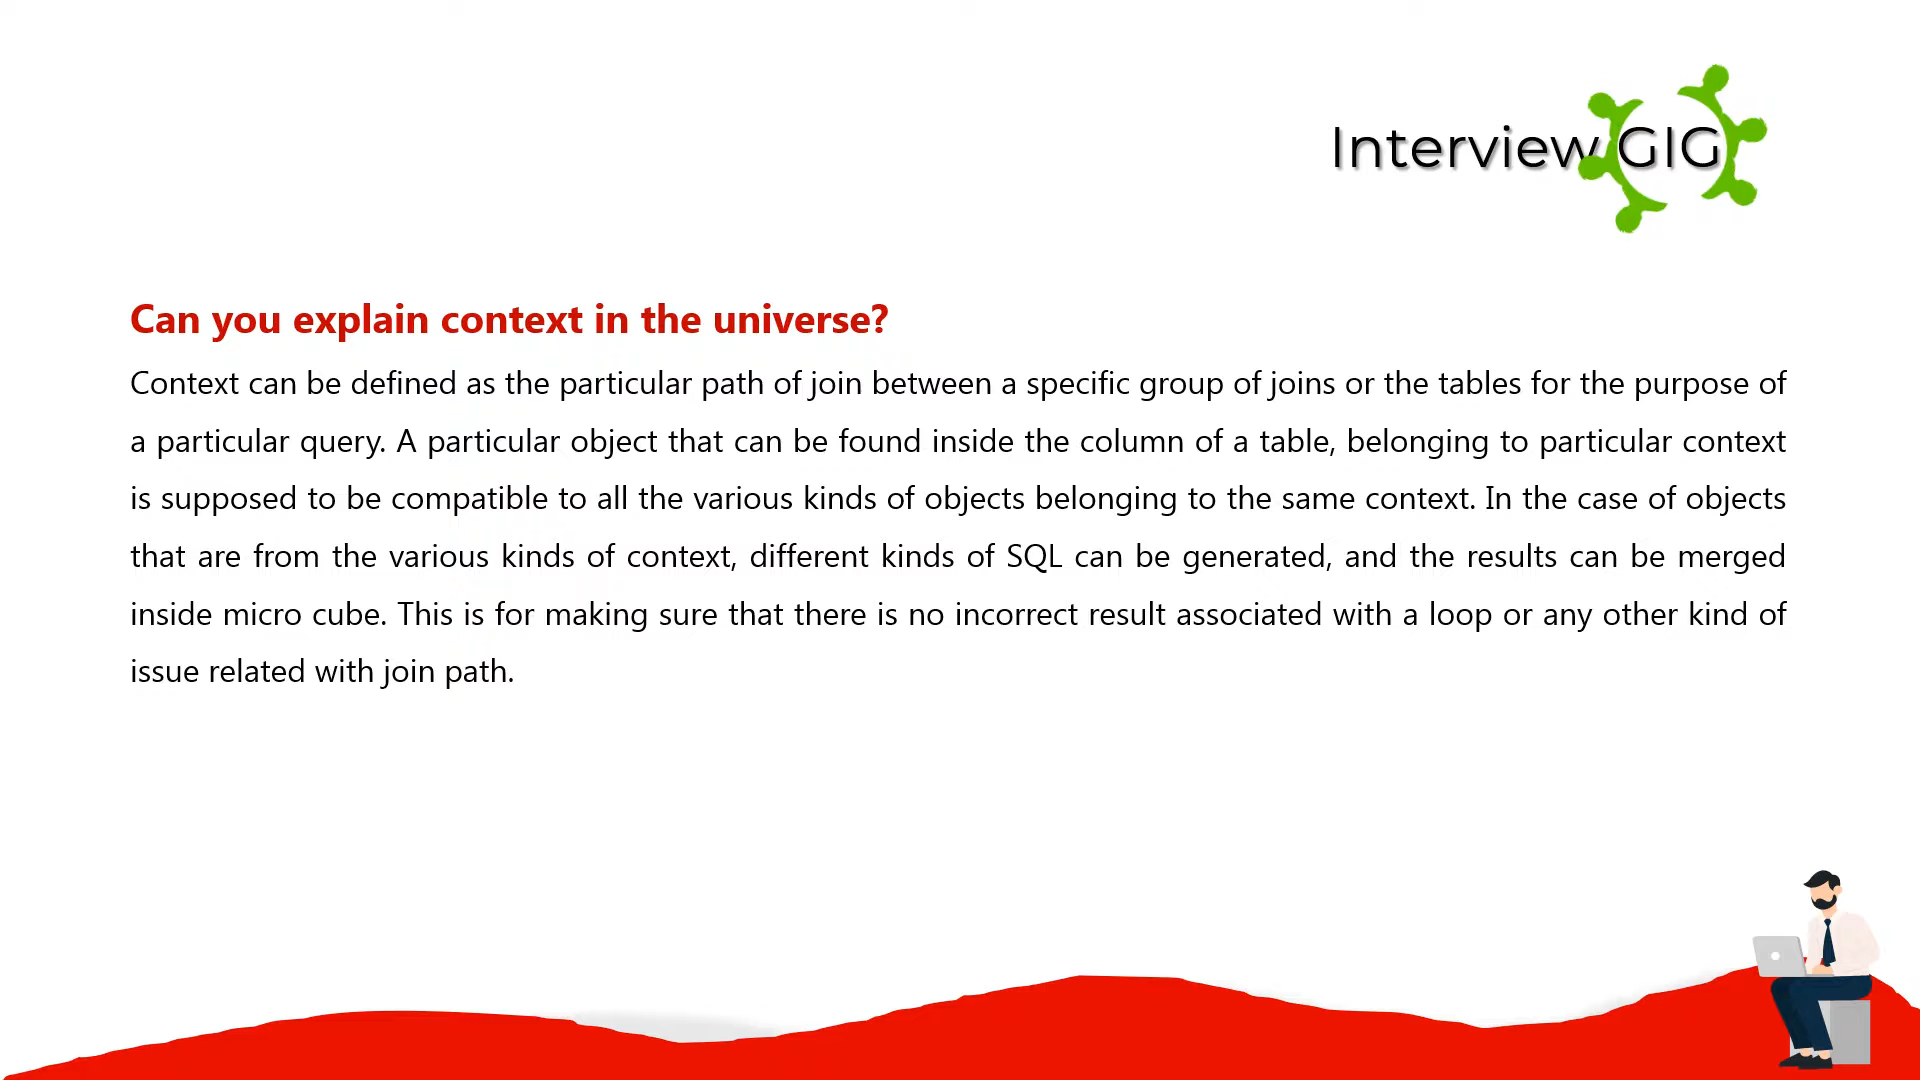 Interview GIG
Can you explain context in the universe?
Context can be defined as the particular path of join between a specific group of joins or the tables for the purpose of
a particular query. A particular object that can be found inside the column of a table, belonging to particular context
is supposed to be compatible to all the various kinds of objects belonging to the same context. In the case of objects
that are from the various kinds of context, different kinds of SQL can be generated, and the results can be merged
inside micro cube. This is for making sure that there is no incorrect result associated with a loop or any other kind of
issue related with join path.